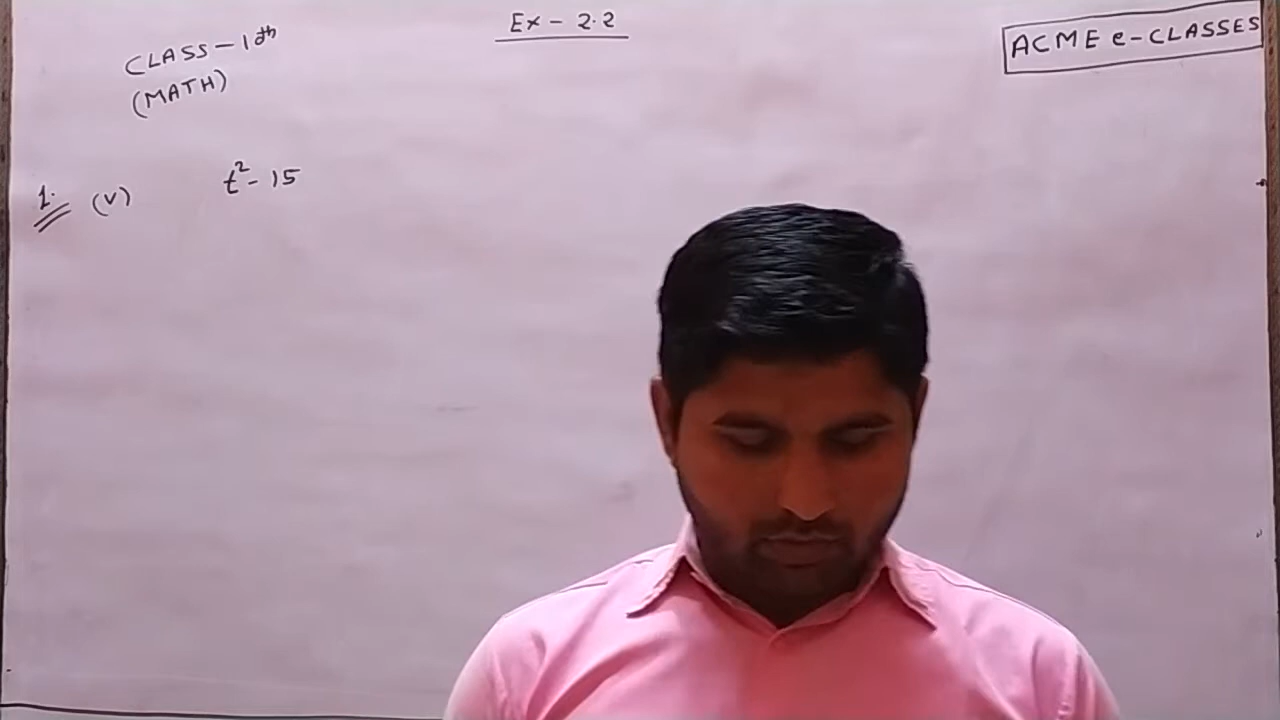 Ex - 2.2
CLASS - 10th
(MATH)
ACME e-CLASSES
1. (v) t² - 15